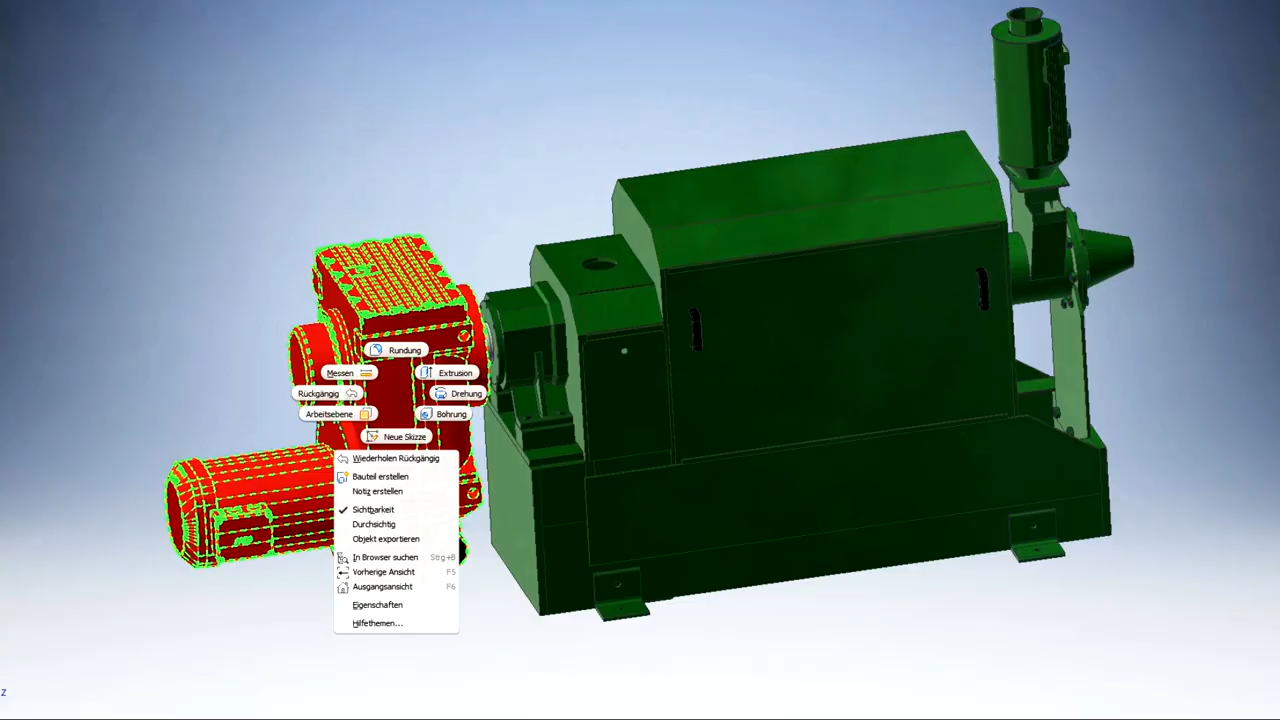 Rundung
Messen
Extrusion
Rückgängig
Drehung
Arbeitsebene
Bohrung
Neue Skizze
Wiederholen Rückgängig
Bauteil erstellen
Notiz erstellen
Sichtbarkeit
Durchsichtig
Objekt exportieren
In Browser suchen Strg+B
Vorherige Ansicht F5
Ausgangsansicht F6
Eigenschaften
Hilfethemen...
z